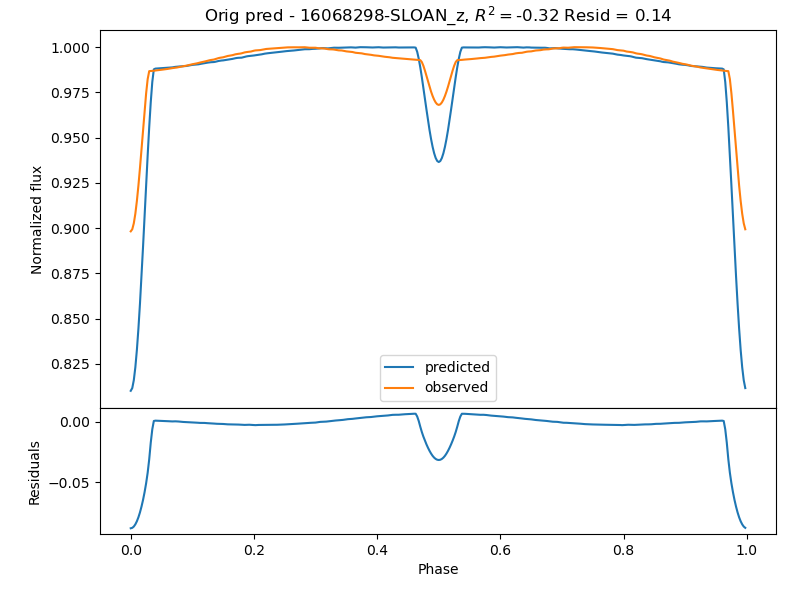 Orig pred - 16068298-SLOAN_z, R² = -0.32 Resid = 0.14
1.000
0.975
0.950
0.925
0.900
0.875
0.850
0.825
Normalized flux
predicted
observed
0.00
−0.05
Residuals
0.0 0.2 0.4 0.6 0.8 1.0
Phase